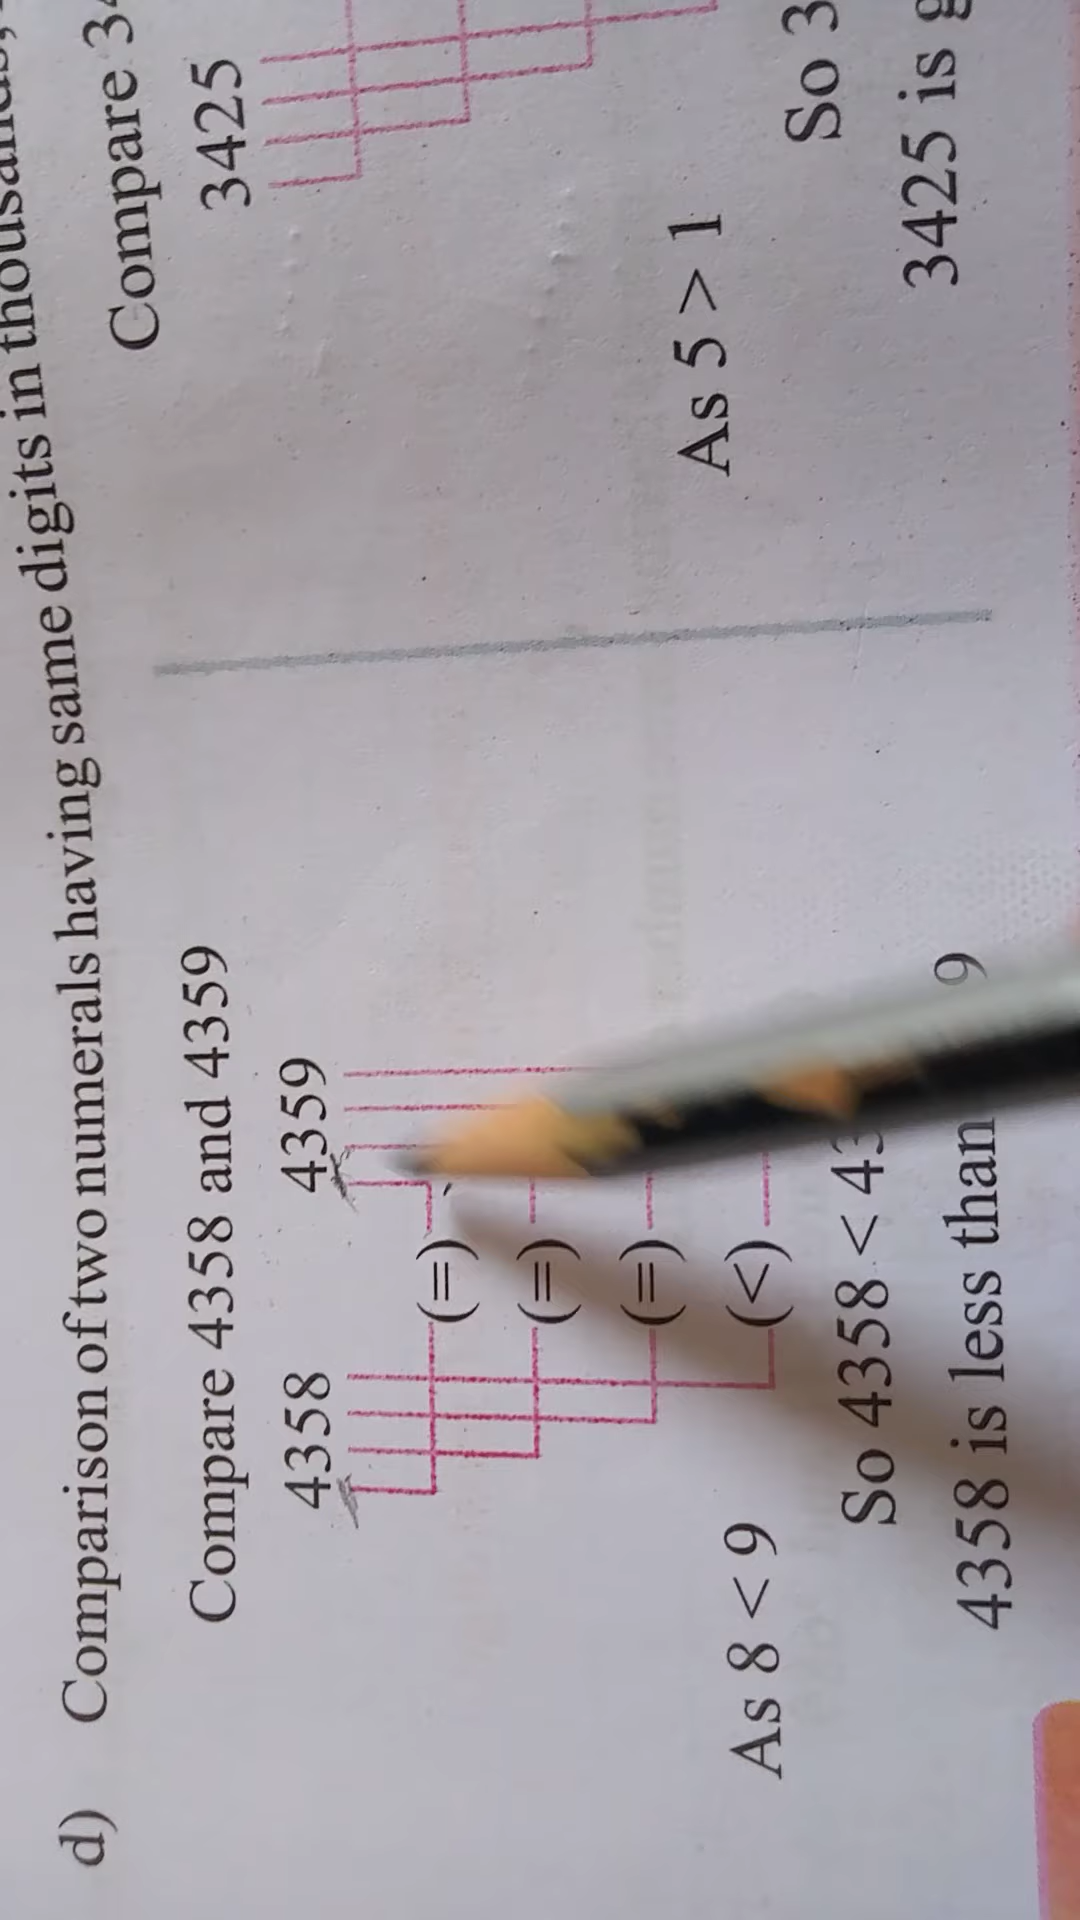 d) Comparison of two numerals having same digits in thousands,
Compare 4358 and 4359
4358 4359
(=)
(=)
(=)
As 8 < 9 (<)
So 4358 < 43
4358 is less than 9
Compare 34
3425
As 5 > 1
So 3
3425 is g